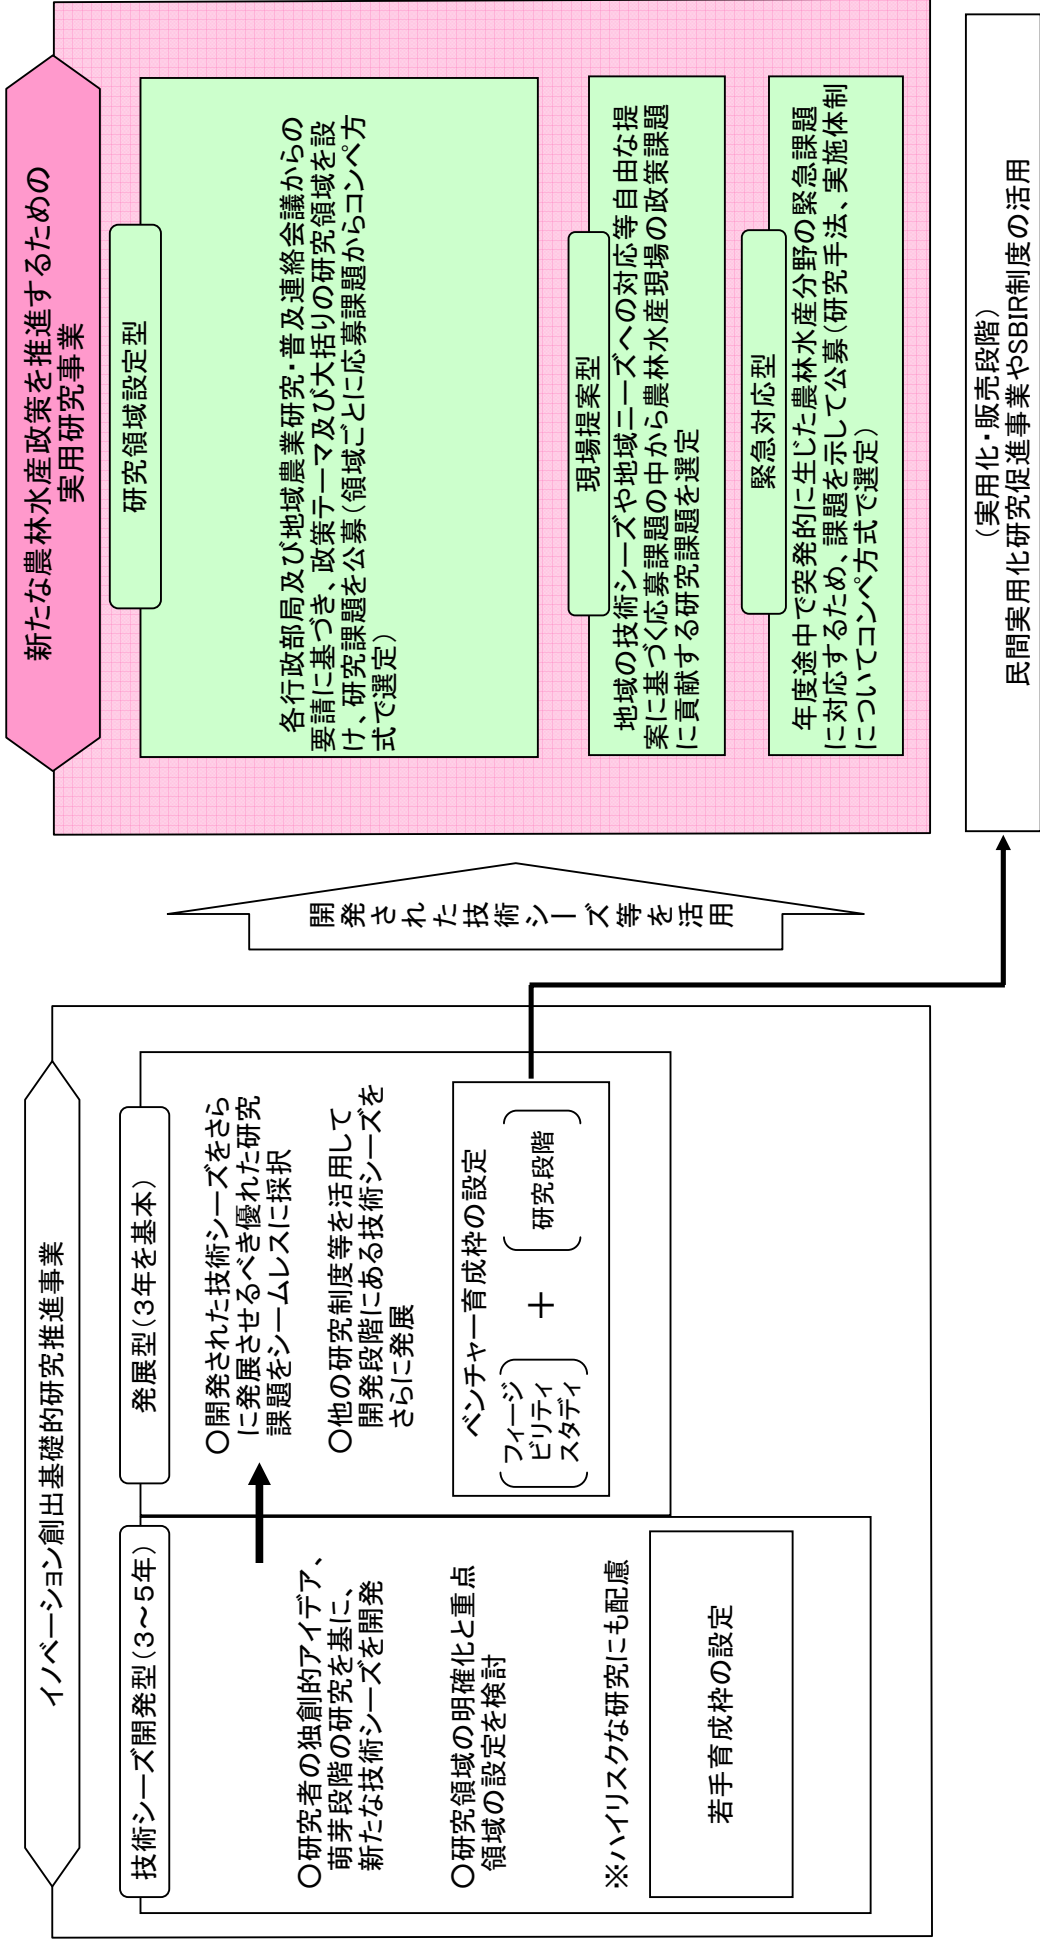 イノベーション創出基礎的研究推進事業
技術シーズ開発型(3～5年)
○研究者の独創的アイデア、
萌芽段階の研究を基に、
新たな技術シーズを開発
○研究領域の明確化と重点
領域の設定を検討
※ハイリスクな研究にも配慮
若手育成枠の設定
発展型(3年を基本)
○開発された技術シーズをさら
に発展させるべき優れた研究
課題をシームレスに採択
○他の研究制度等を活用して
開発段階にある技術シーズを
さらに発展
ベンチャー育成枠の設定
フィージ
ビリティ
スタディ
＋
研究段階
開発された技術シーズ等を活用
新たな農林水産政策を推進するための
実用研究事業
研究領域設定型
各行政部局及び地域農業研究・普及連絡会議からの
要請に基づき、政策テーマ及び大括りの研究領域を設
け、研究課題を公募(領域ごとに応募課題からコンペ方
式で選定)
現場提案型
地域の技術シーズや地域ニーズへの対応等自由な提
案に基づく応募課題の中から農林水産現場の政策課題
に貢献する研究課題を選定
緊急対応型
年度途中で突発的に生じた農林水産分野の緊急課題
に対応するため、課題を示して公募(研究手法、実施体制
についてコンペ方式で選定)
(実用化・販売段階)
民間実用化研究促進事業やSBIR制度の活用